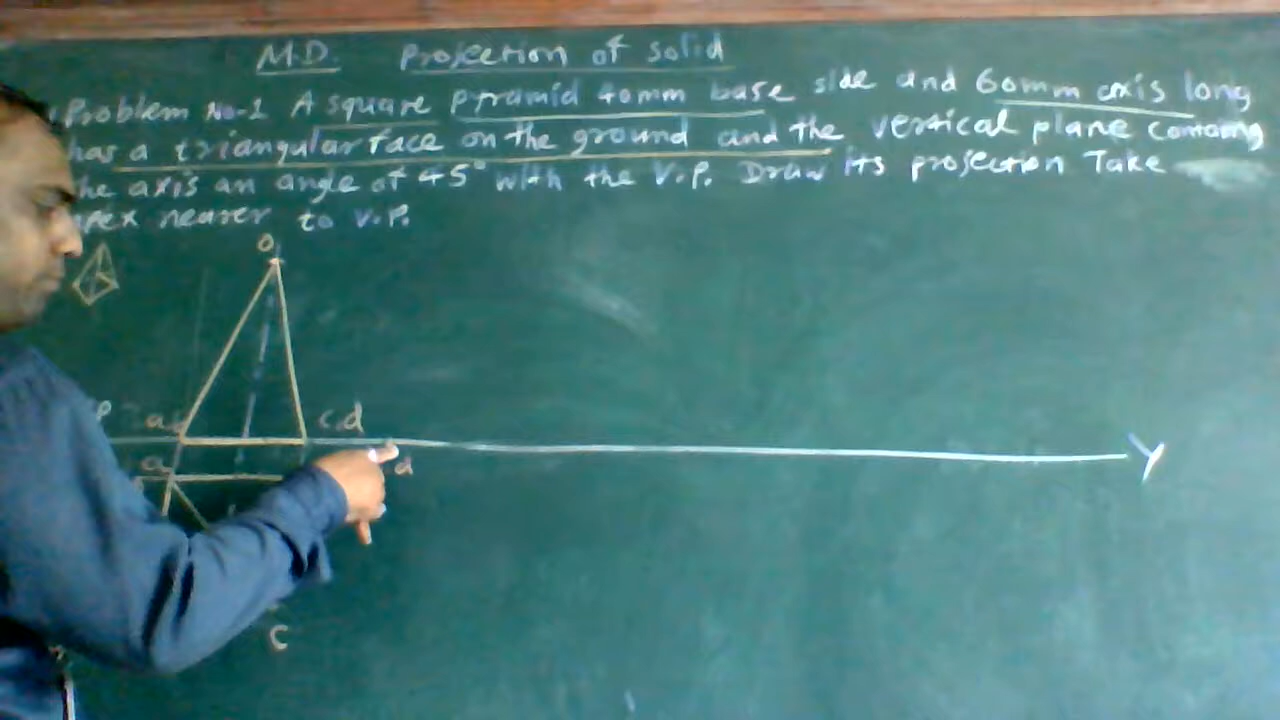 M.D. Projection of solid
Problem No-1 A square pyramid 40mm base side and 60mm axis long
has a triangular face on the ground and the vertical plane containg
he axis an angle of 45° with the V.P. Draw its projection Take
apex nearer to V.P.
o
a c,d
a d
c
Y